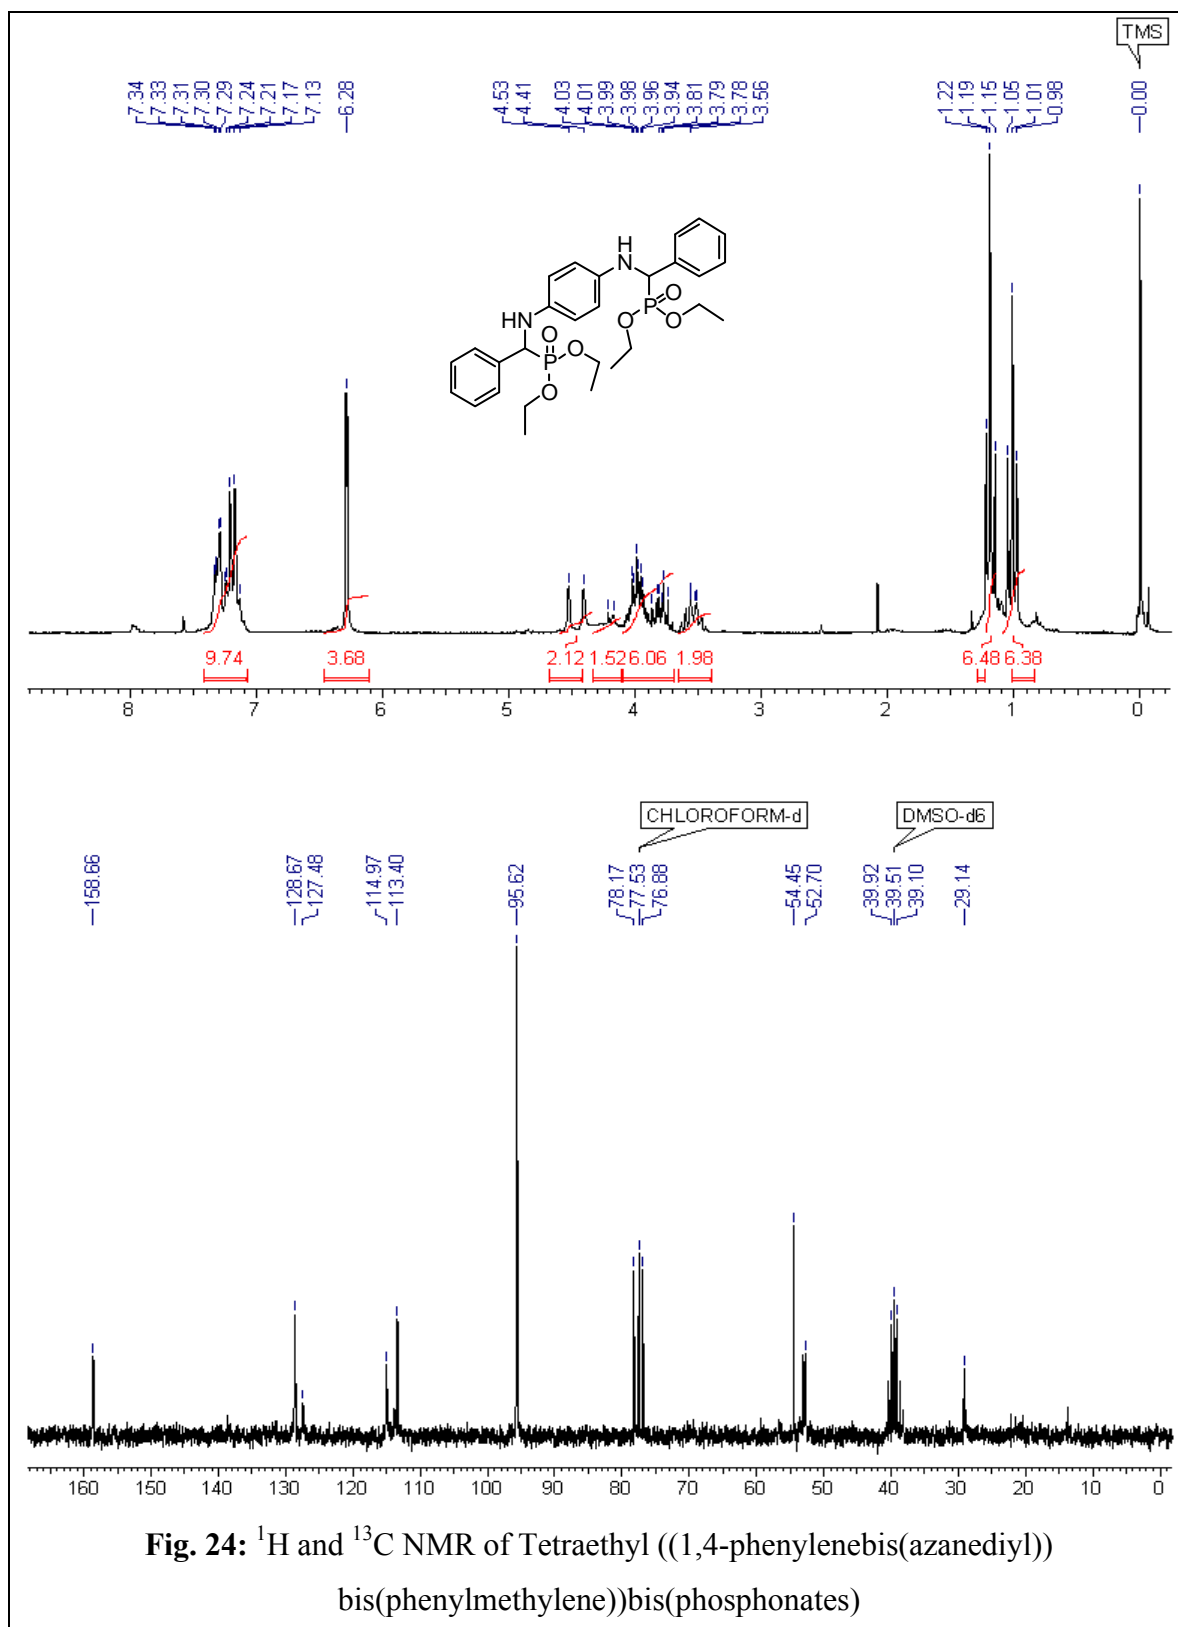 TMS
7.34 7.33 7.31 7.30 7.29 7.24 7.21 7.17 7.13 6.28 4.53 4.41 4.03 4.01 3.99 3.98 3.96 3.94 3.81 3.79 3.78 3.56 1.22 1.19 1.15 1.05 1.01 0.98 -0.00
H
N
HN
P O
O O
O
P O
O
O
9.74 3.68 2.12 1.52 6.06 1.98 6.48 6.38
8 7 6 5 4 3 2 1 0
CHLOROFORM-d DMSO-d6
158.66 128.67 127.48 114.97 113.40 95.62 78.17 77.53 76.88 54.45 52.70 39.92 39.51 39.10 29.14
160 150 140 130 120 110 100 90 80 70 60 50 40 30 20 10 0
Fig. 24: ¹H and ¹³C NMR of Tetraethyl ((1,4-phenylenebis(azanediyl))
bis(phenylmethylene))bis(phosphonates)